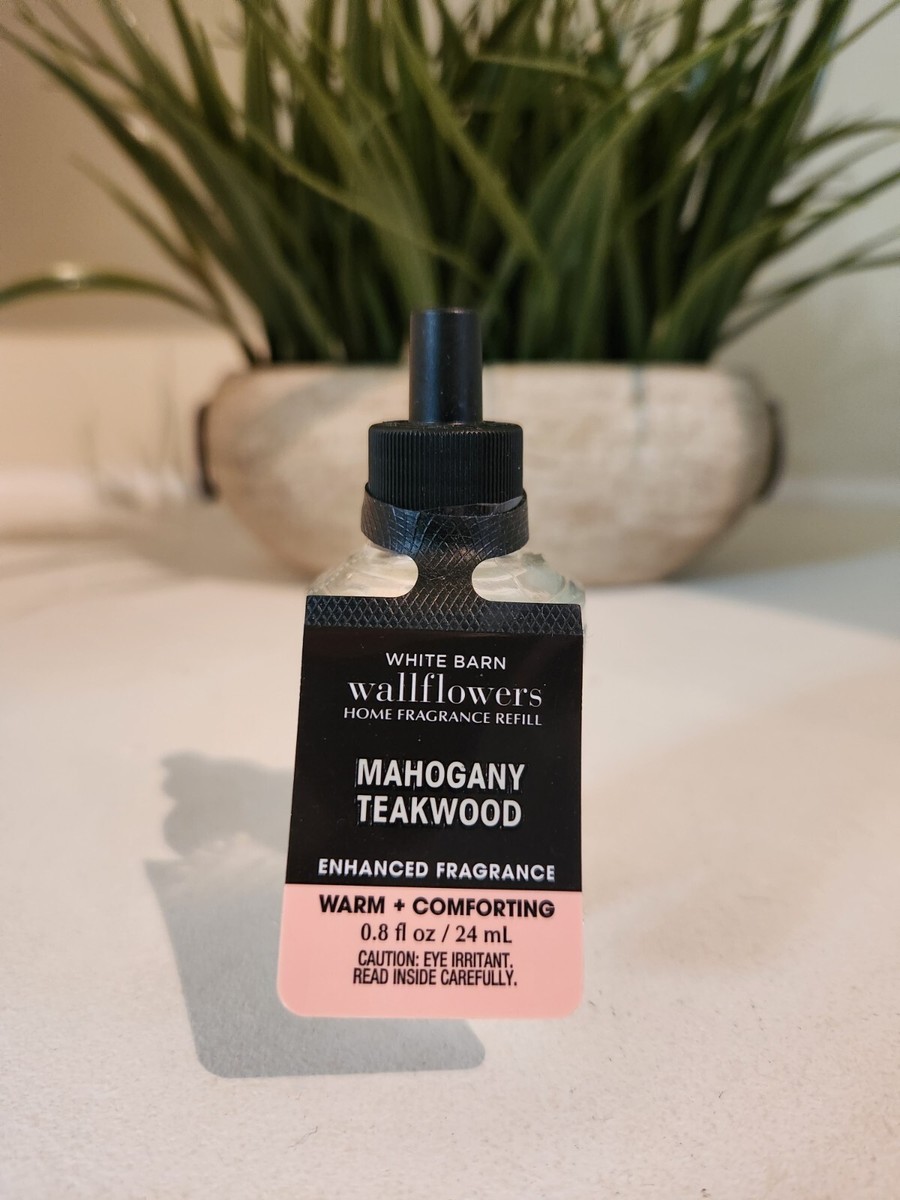 WHITE BARN
wallflowers
HOME FRAGRANCE REFILL
MAHOGANY
TEAKWOOD
ENHANCED FRAGRANCE
WARM + COMFORTING
0.8 fl oz / 24 mL
CAUTION: EYE IRRITANT.
READ INSIDE CAREFULLY.